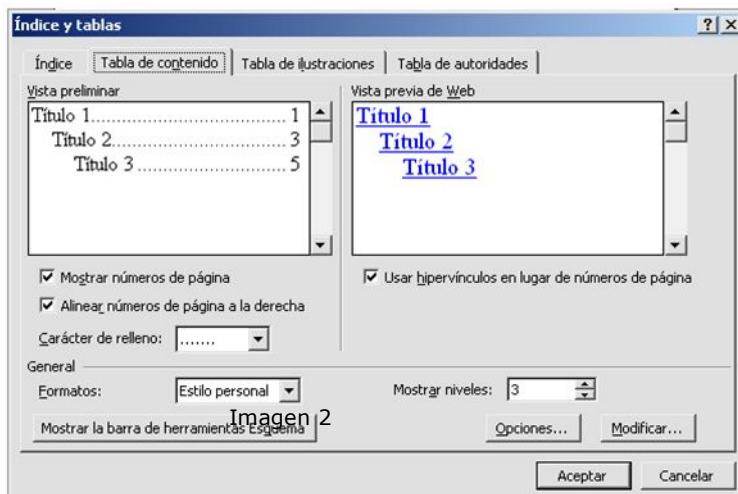 Índice y tablas
Índice Tabla de contenido Tabla de ilustraciones Tabla de autoridades
Vista preliminar
Título 1.......................................... 1
Título 2...................................... 3
Título 3................................ 5
Vista previa de Web
Título 1
Título 2
Título 3
Mostrar números de página
Alinear números de página a la derecha
Carácter de relleno: .......
Usar hipervínculos en lugar de números de página
General
Formatos: Estilo personal Mostrar niveles: 3
Imagen 2
Mostrar la barra de herramientas Esquema Opciones... Modificar...
Aceptar Cancelar